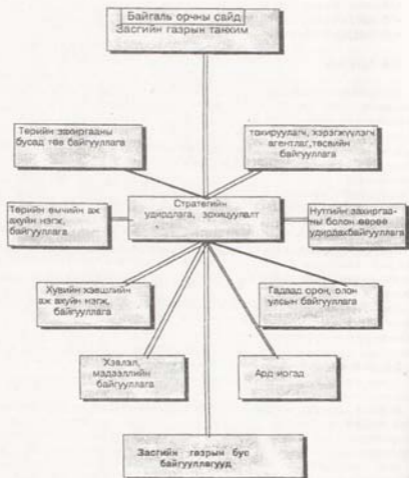 Байгаль орчны сайд
Засгийн газрын танхим
Төрийн захиргааны
бусад төв байгууллага
тохируулагч, хэрэгжүүлэгч
агентлаг, төсвийн
байгууллага
Стратегийн
удирдлага, зохицуулалт
Төрийн өмчийн аж
ахуйн нэгж,
байгууллага
Нутгийн захиргаа-
ны болон өөрөө
удирдахбайгууллага
Хувийн хэвшлийн
аж ахуйн нэгж,
байгууллага
Гадаад орон, олон
улсын байгууллага
Хэвлэл,
мэдээллийн
байгууллага
Ард иргэд
Засгийн газрын бус
байгууллагууд